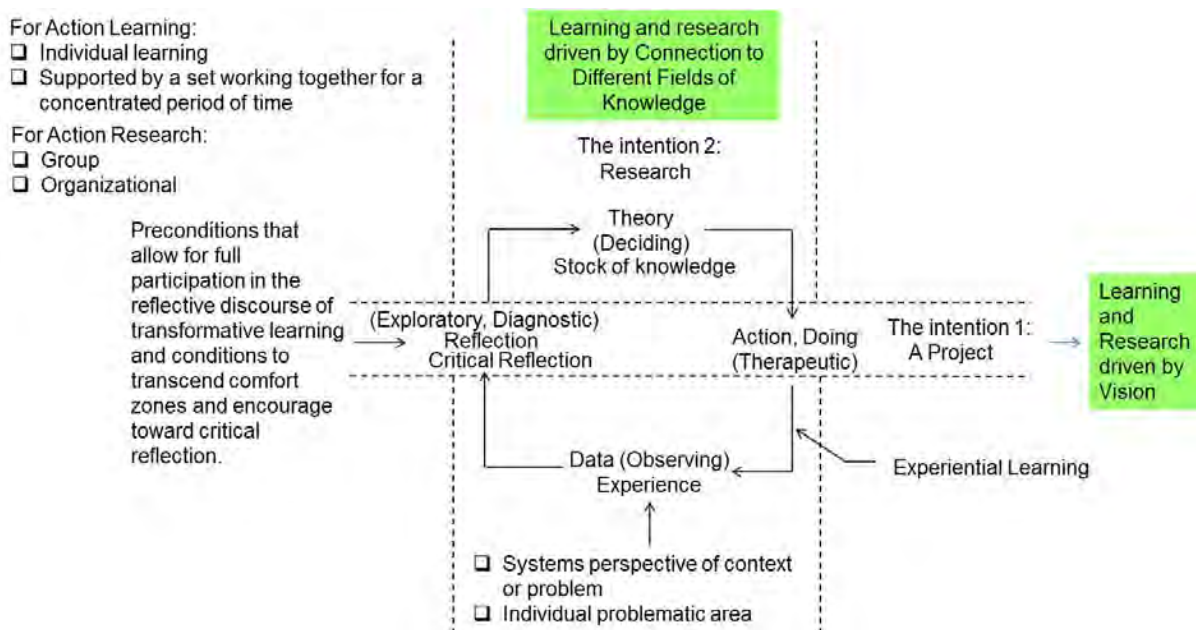 For Action Learning:
❑ Individual learning
❑ Supported by a set working together for a
concentrated period of time
For Action Research:
❑ Group
❑ Organizational
Learning and research
driven by Connection to
Different Fields of
Knowledge
The intention 2:
Research
Theory
(Deciding)
Stock of knowledge
Preconditions that
allow for full
participation in the
reflective discourse of
transformative learning
and conditions to
transcend comfort
zones and encourage
toward critical
reflection.
(Exploratory, Diagnostic)
Reflection
Critical Reflection
Action, Doing
(Therapeutic)
The intention 1:
A Project
Learning
and
Research
driven by
Vision
Data (Observing)
Experience
Experiential Learning
❑ Systems perspective of context
or problem
❑ Individual problematic area